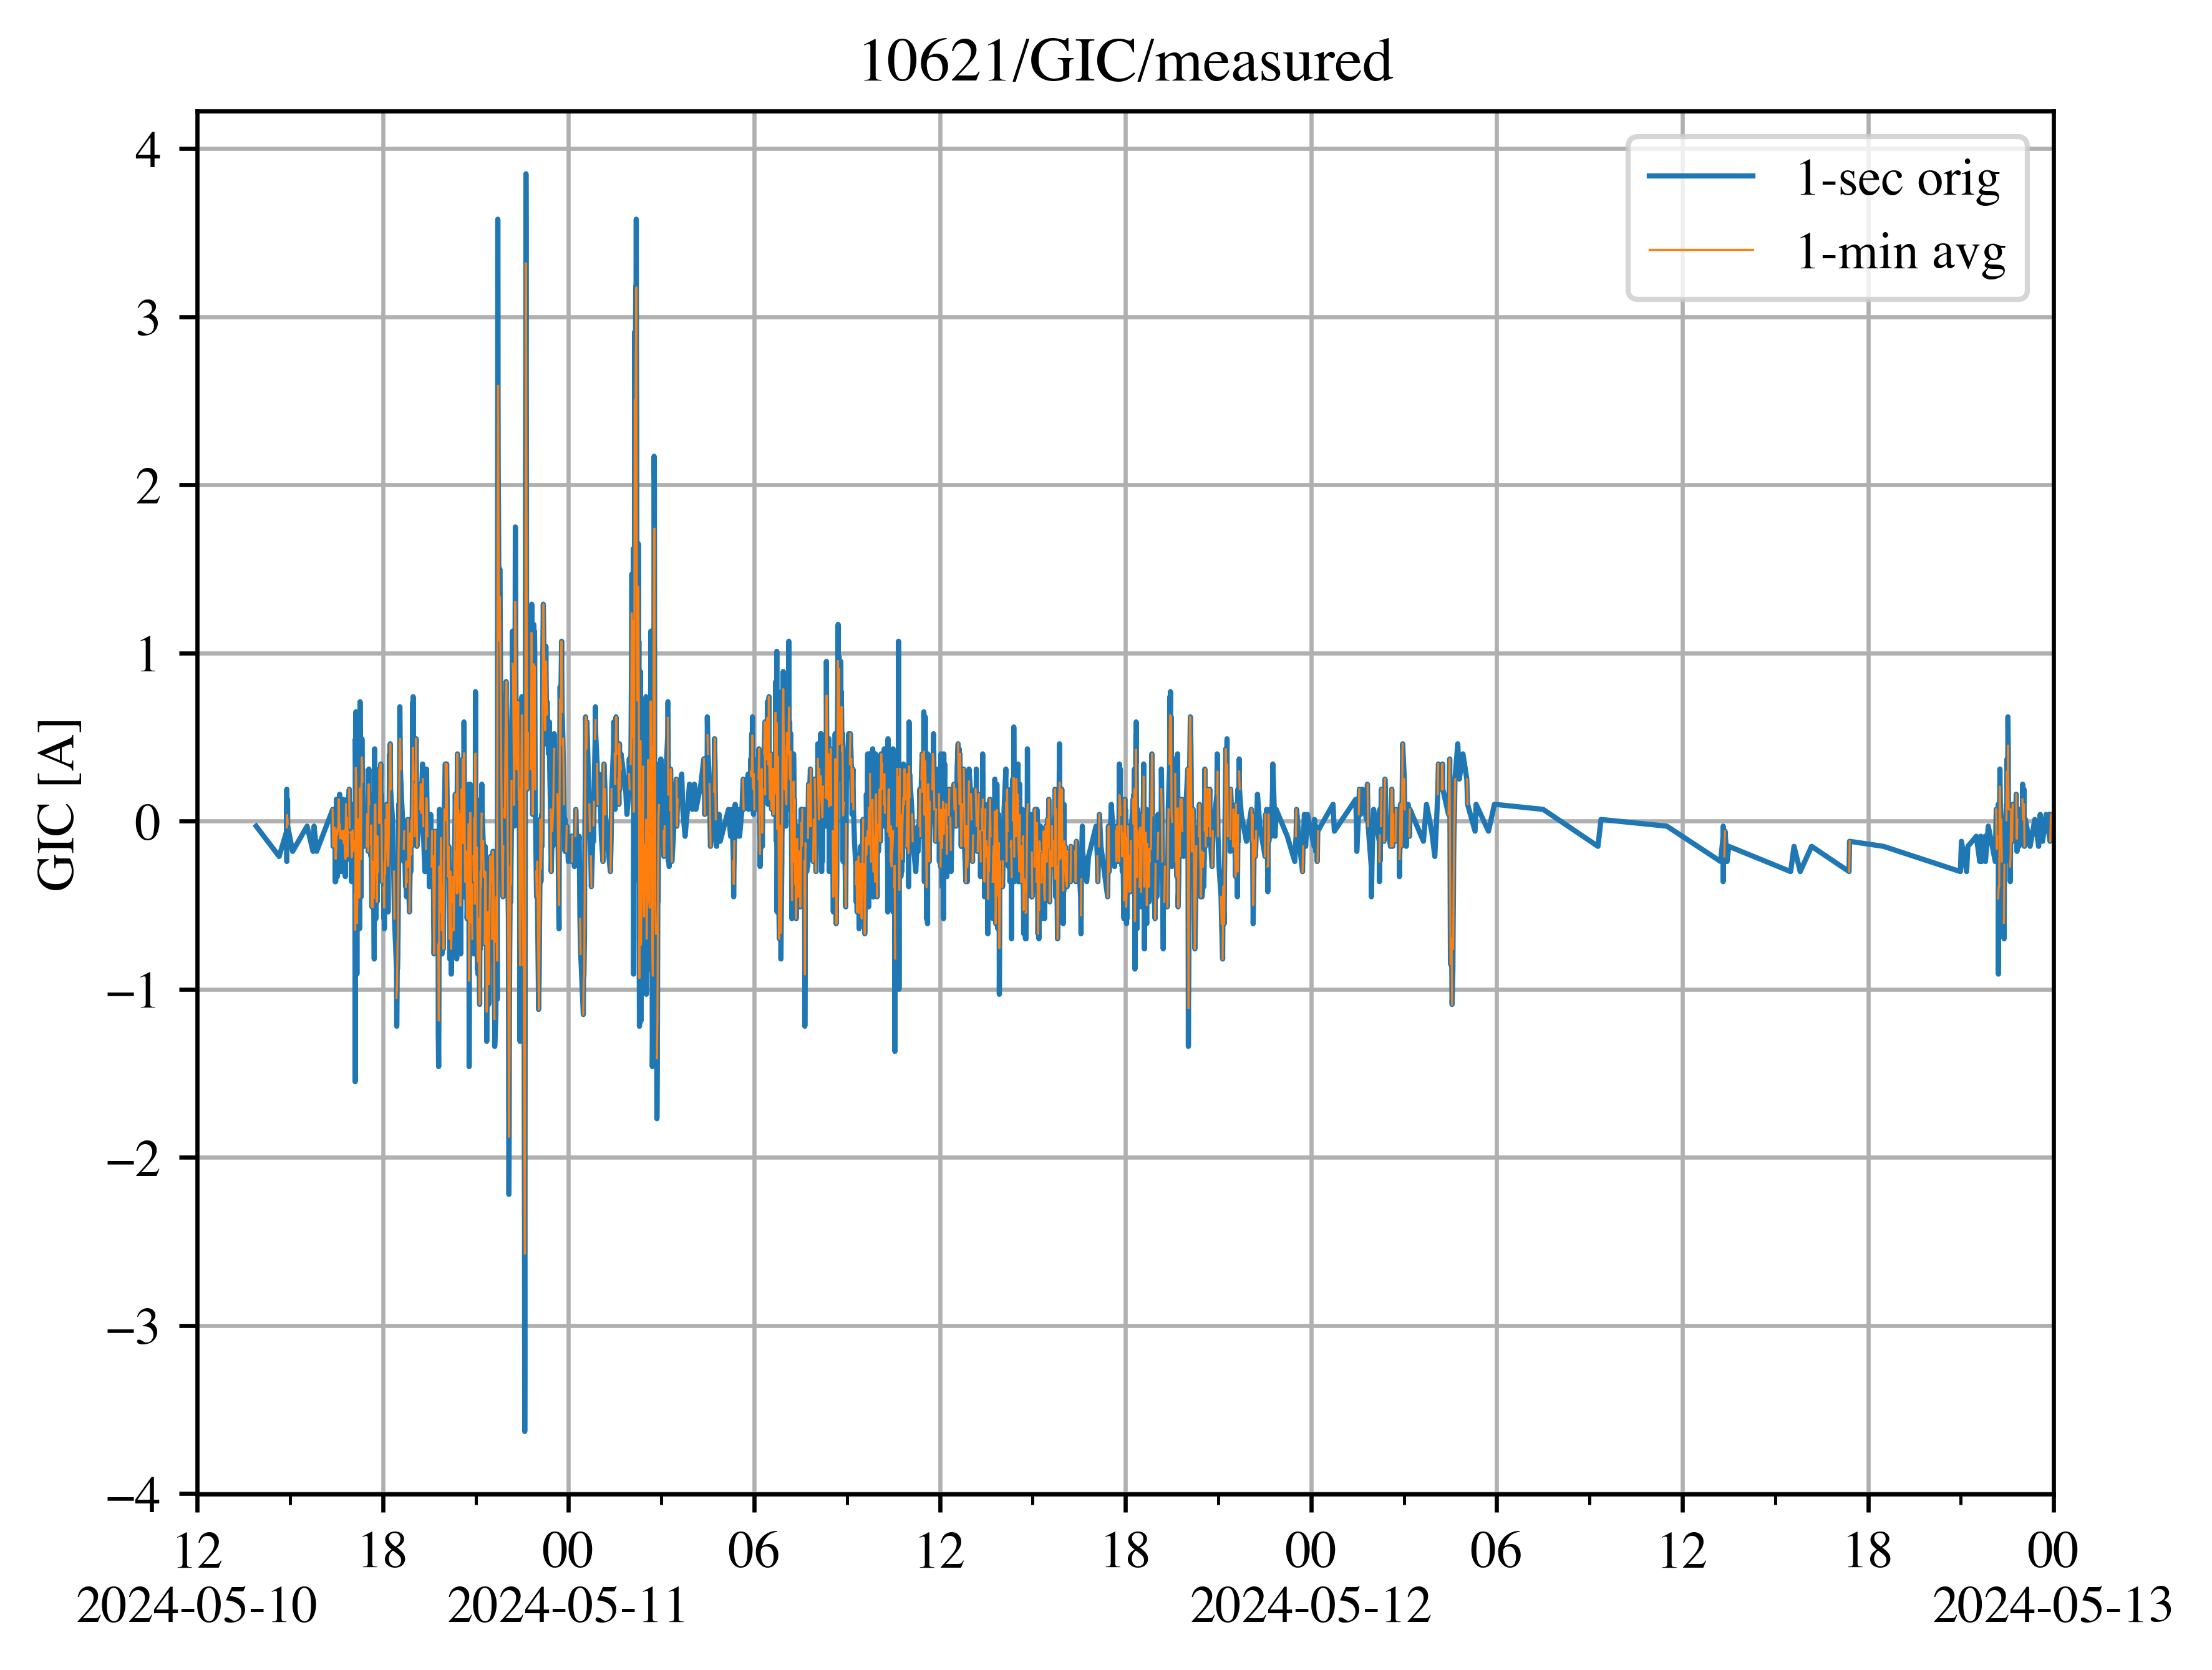 10621/GIC/measured
1-sec orig
1-min avg
GIC [A]
4
3
2
1
0
−1
−2
−3
−4
12 18 00 06 12 18 00 06 12 18 00
2024-05-10 2024-05-11 2024-05-12 2024-05-13